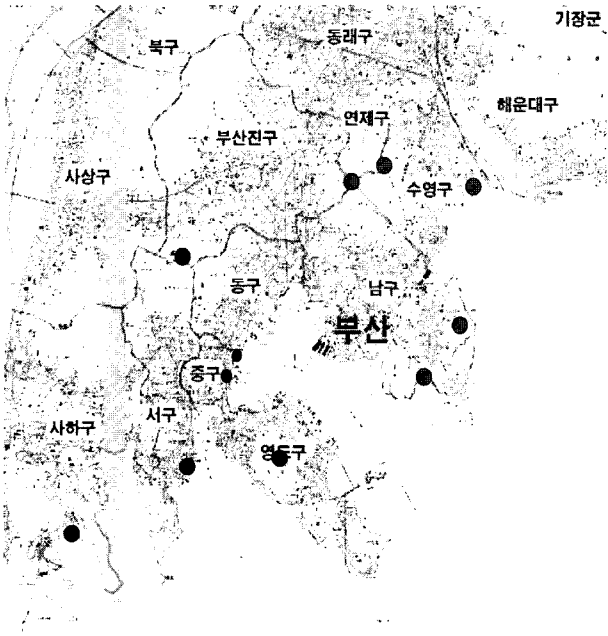 기장군
동래구
북구
해운대구
연제구
부산진구
사상구
수영구
동구
남구
부산
중구
서구
사하구
영도구